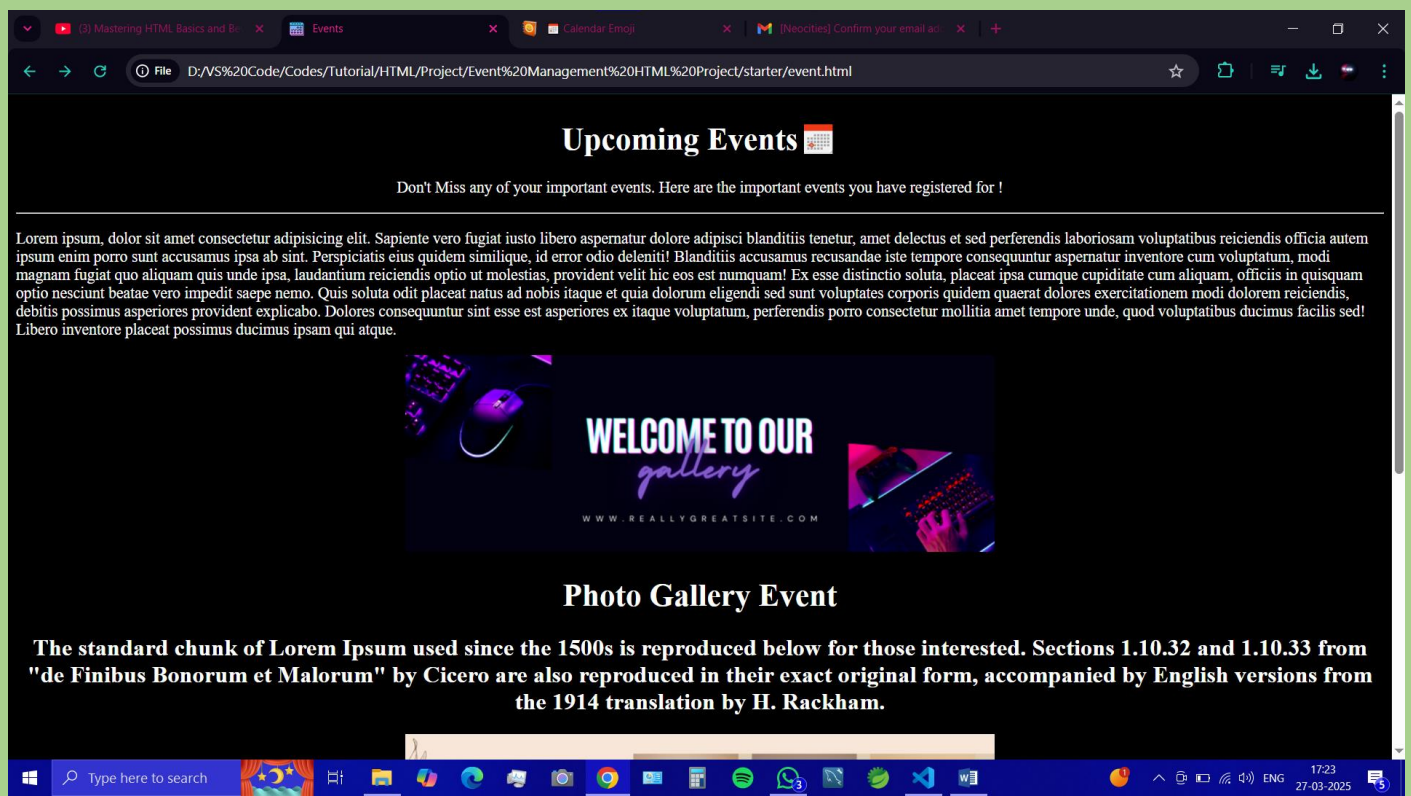 (3) Mastering HTML Basics and Be
Events
Calendar Emoji
[Neocities] Confirm your email ad
File
D:/VS%20Code/Codes/Tutorial/HTML/Project/Event%20Management%20HTML%20Project/starter/event.html
Upcoming Events
Don't Miss any of your important events. Here are the important events you have registered for !
Lorem ipsum, dolor sit amet consectetur adipisicing elit. Sapiente vero fugiat iusto libero aspernatur dolore adipisci blanditiis tenetur, amet delectus et sed perferendis laboriosam voluptatibus reiciendis officia autem
ipsum enim porro sunt accusamus ipsa ab sint. Perspiciatis eius quidem similique, id error odio deleniti! Blanditiis accusamus recusandae iste tempore consequuntur aspernatur inventore cum voluptatum, modi
magnam fugiat quo aliquam quis unde ipsa, laudantium reiciendis optio ut molestias, provident velit hic eos est numquam! Ex esse distinctio soluta, placeat ipsa cumque cupiditate cum aliquam, officiis in quisquam
optio nesciunt beatae vero impedit saepe nemo. Quis soluta odit placeat natus ad nobis itaque et quia dolorum eligendi sed sunt voluptates corporis quidem quaerat dolores exercitationem modi dolorem reiciendis,
debitis possimus asperiores provident explicabo. Dolores consequuntur sint esse est asperiores ex itaque voluptatum, perferendis porro consectetur mollitia amet tempore unde, quod voluptatibus ducimus facilis sed!
Libero inventore placeat possimus ducimus ipsam qui atque.
WELCOME TO OUR
gallery
WWW.REALLYGREATSITE.COM
Photo Gallery Event
The standard chunk of Lorem Ipsum used since the 1500s is reproduced below for those interested. Sections 1.10.32 and 1.10.33 from
"de Finibus Bonorum et Malorum" by Cicero are also reproduced in their exact original form, accompanied by English versions from
the 1914 translation by H. Rackham.
Type here to search
3
1
ENG
17:23
27-03-2025
5